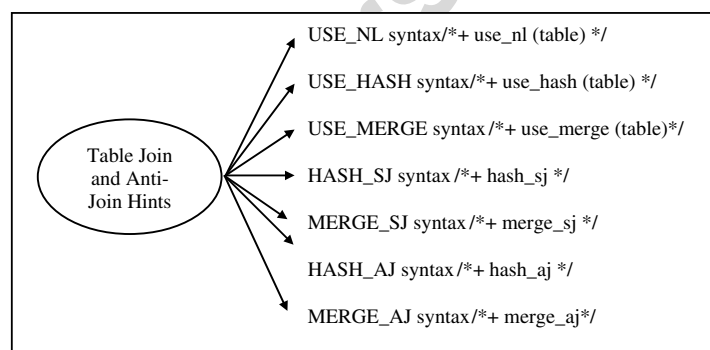 USE_NL syntax/*+ use_nl (table) */
USE_HASH syntax/*+ use_hash (table) */
USE_MERGE syntax/*+ use_merge (table)*/
Table Join
and Anti-
Join Hints
HASH_SJ syntax/*+ hash_sj */
MERGE_SJ syntax/*+ merge_sj */
HASH_AJ syntax/*+ hash_aj */
MERGE_AJ syntax/*+ merge_aj*/